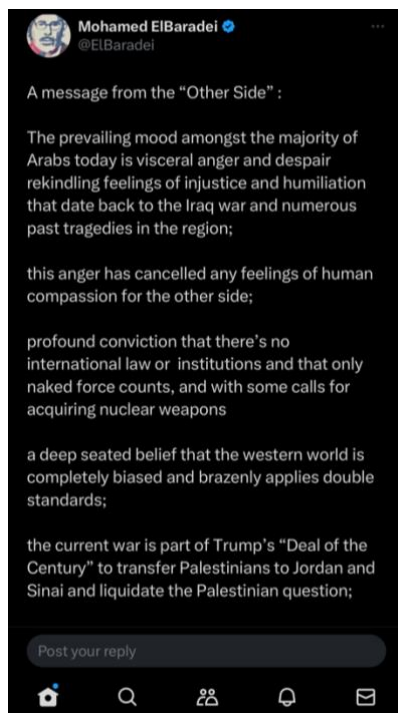 Mohamed ElBaradei
@ElBaradei
A message from the “Other Side” :
The prevailing mood amongst the majority of
Arabs today is visceral anger and despair
rekindling feelings of injustice and humiliation
that date back to the Iraq war and numerous
past tragedies in the region;
this anger has cancelled any feelings of human
compassion for the other side;
profound conviction that there’s no
international law or  institutions and that only
naked force counts, and with some calls for
acquiring nuclear weapons
a deep seated belief that the western world is
completely biased and brazenly applies double
standards;
the current war is part of Trump’s “Deal of the
Century” to transfer Palestinians to Jordan and
Sinai and liquidate the Palestinian question;
Post your reply